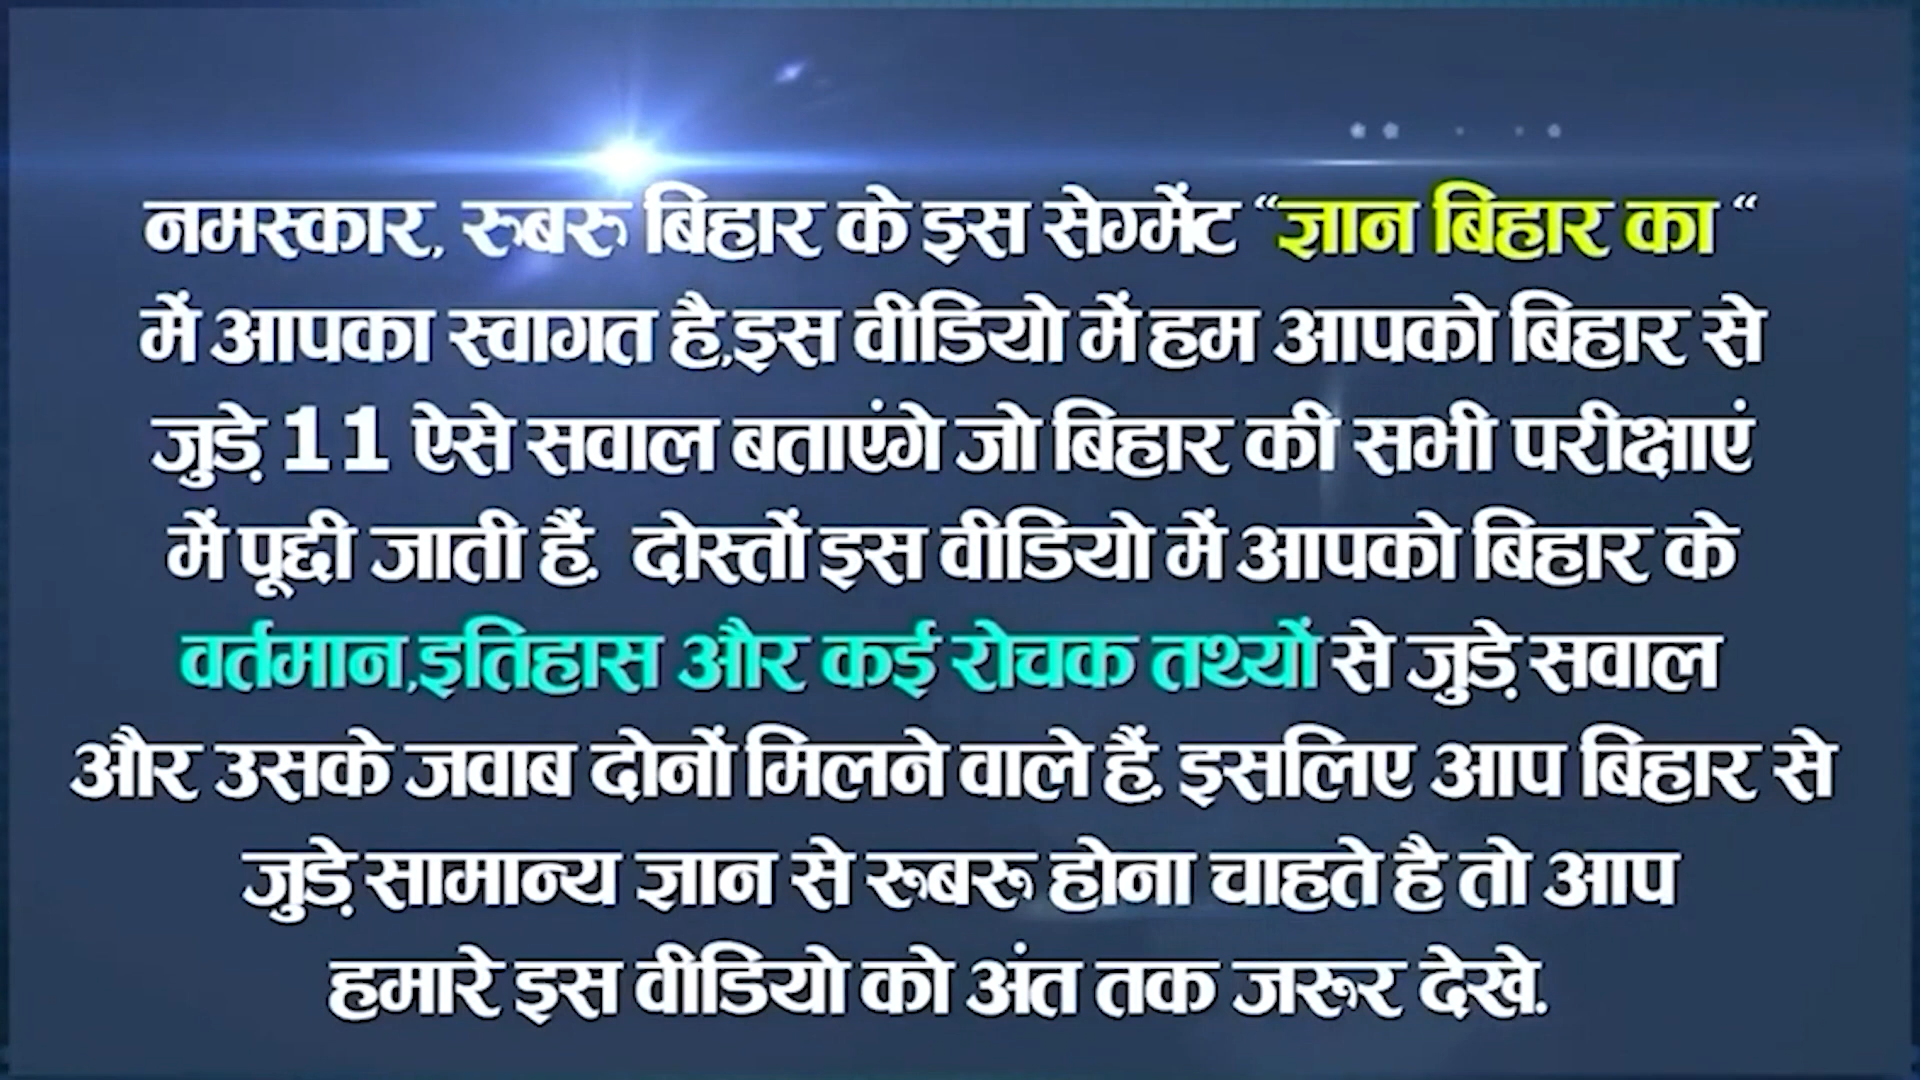 नमस्कार, रुबरु बिहार के इस सेग्मेंट “ज्ञान बिहार का “
में आपका स्वागत है,इस वीडियो में हम आपको बिहार से
जुड़े 11 ऐसे सवाल बताएंगे जो बिहार की सभी परीक्षाएं
में पूछी जाती हैं. दोस्तों इस वीडियो में आपको बिहार के
वर्तमान,इतिहास और कई रोचक तथ्यों से जुड़े सवाल
और उसके जवाब दोनों मिलने वाले हैं. इसलिए आप बिहार से
जुड़े सामान्य ज्ञान से रूबरू होना चाहते है तो आप
हमारे इस वीडियो को अंत तक जरूर देखे.